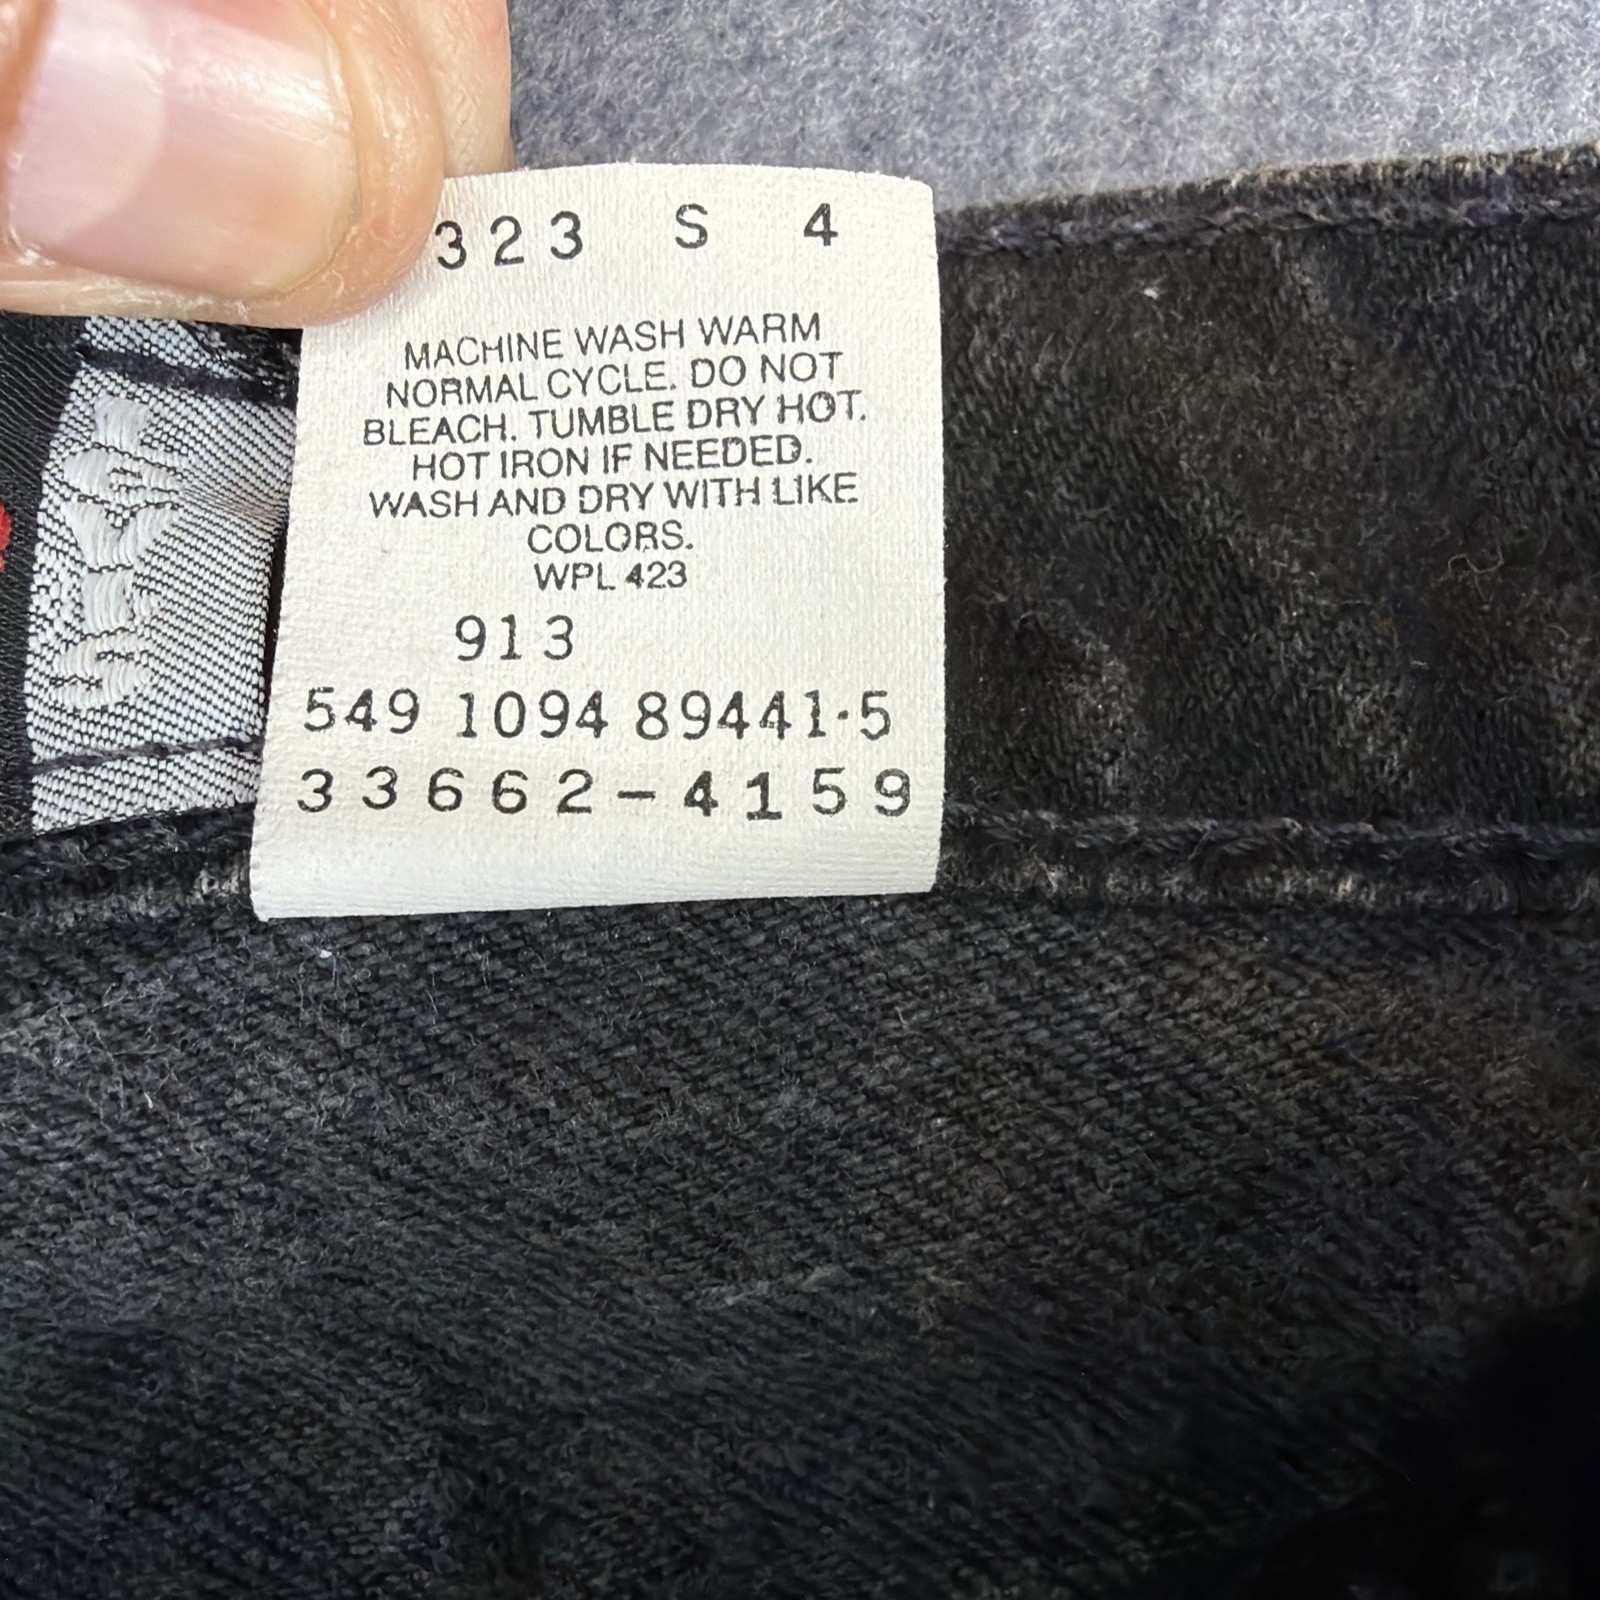 323 S 4
MACHINE WASH WARM
NORMAL CYCLE. DO NOT
BLEACH. TUMBLE DRY HOT.
HOT IRON IF NEEDED.
WASH AND DRY WITH LIKE
COLORS.
WPL 423
913
549 1094 89441·5
33662-4159